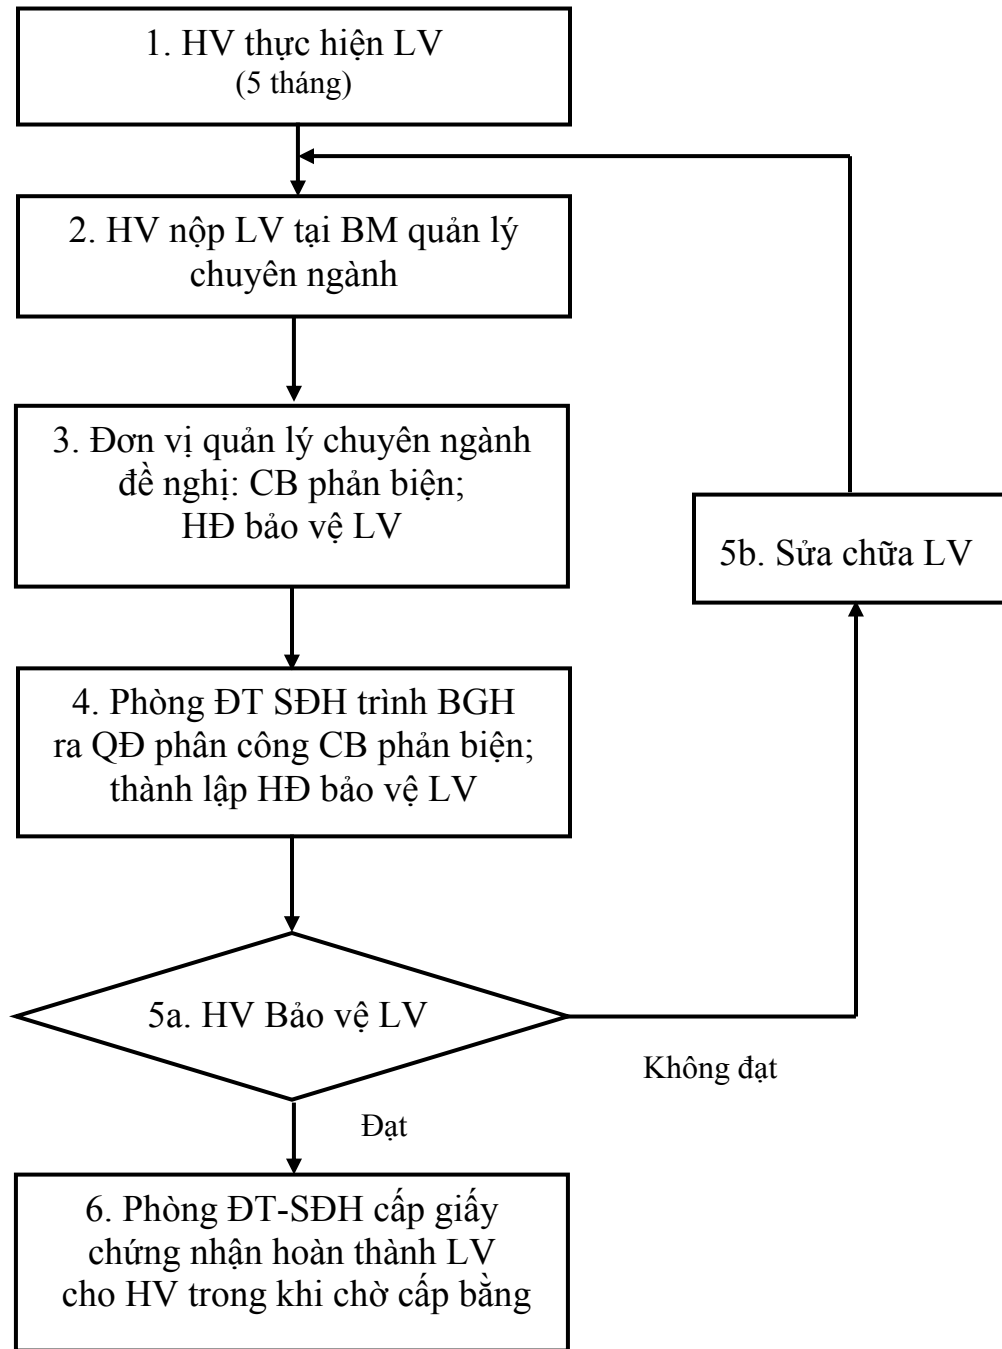 1. HV thực hiện LV
(5 tháng)
2. HV nộp LV tại BM quản lý
chuyên ngành
3. Đơn vị quản lý chuyên ngành
đề nghị: CB phản biện;
HĐ bảo vệ LV
5b. Sửa chữa LV
4. Phòng ĐT SĐH trình BGH
ra QĐ phân công CB phản biện;
thành lập HĐ bảo vệ LV
5a. HV Bảo vệ LV
Không đạt
Đạt
6. Phòng ĐT-SĐH cấp giấy
chứng nhận hoàn thành LV
cho HV trong khi chờ cấp bằng